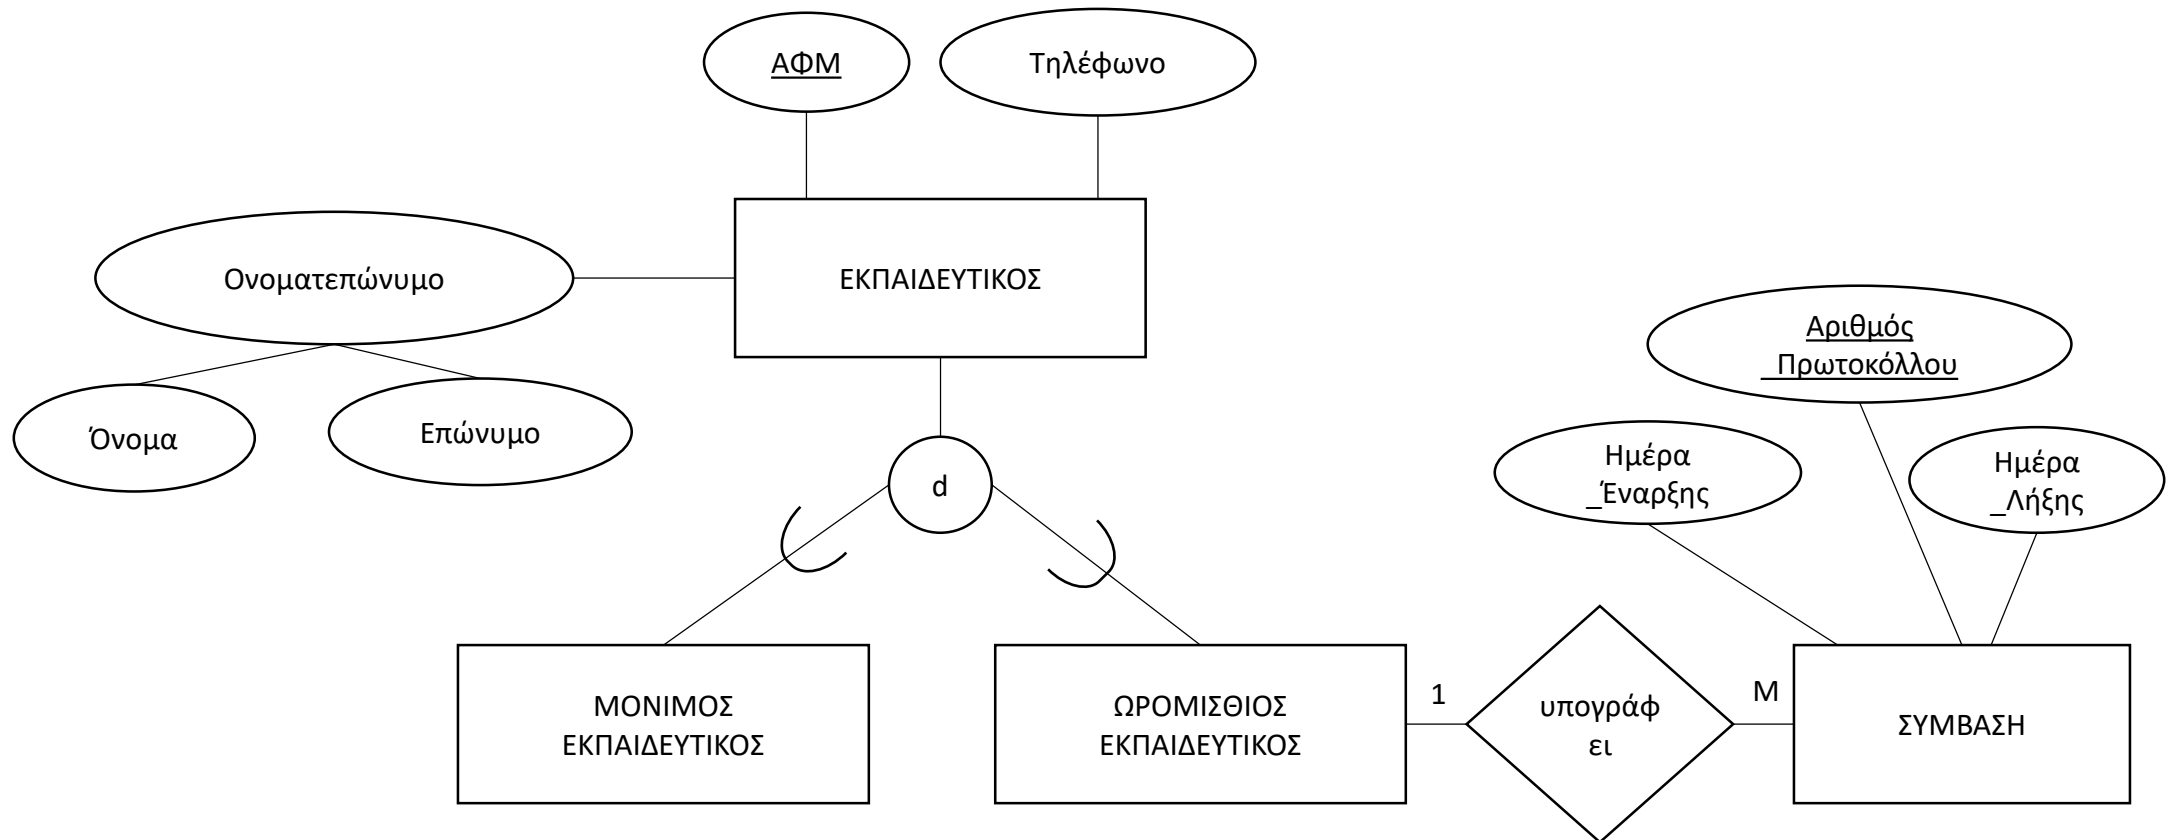 ΑΦΜ
Τηλέφωνο
Ονοματεπώνυμο
ΕΚΠΑΙΔΕΥΤΙΚΟΣ
Αριθμός
_Πρωτοκόλλου
Όνομα
Επώνυμο
Ημέρα
_Έναρξης
Ημέρα
_Λήξης
d
ΜΟΝΙΜΟΣ
ΕΚΠΑΙΔΕΥΤΙΚΟΣ
ΩΡΟΜΙΣΘΙΟΣ
ΕΚΠΑΙΔΕΥΤΙΚΟΣ
1
υπογράφ
ει
M
ΣΥΜΒΑΣΗ